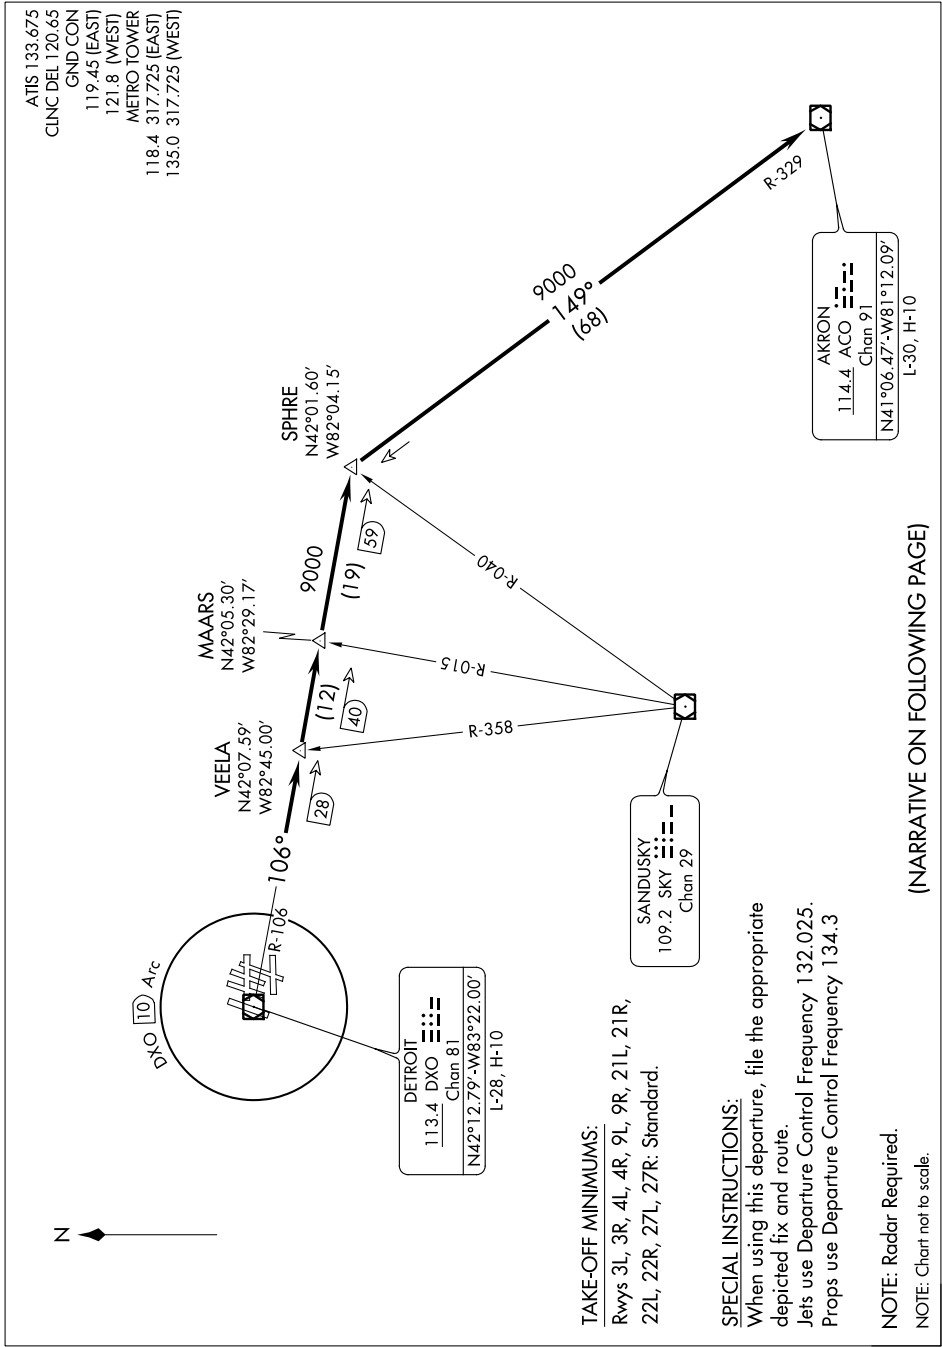 ATIS 133.675
CLNC DEL 120.65
GND CON
119.45 (EAST)
121.8 (WEST)
METRO TOWER
118.4 317.725 (EAST)
135.0 317.725 (WEST)
N
DXO 10 Arc
R-106
106°
DETROIT
113.4 DXO
Chan 81
N42°12.79'-W83°22.00'
L-28, H-10
VEELA
N42°07.59'
W82°45.00'
28
(12)
MAARS
N42°05.30'
W82°29.17'
40
9000
(19)
SPHRE
N42°01.60'
W82°04.15'
59
9000
149°
(68)
R-329
R-358
R-015
R-040
SANDUSKY
109.2 SKY
Chan 29
AKRON
114.4 ACO
Chan 91
N41°06.47'-W81°12.09'
L-30, H-10
TAKE-OFF MINIMUMS:
Rwys 3L, 3R, 4L, 4R, 9L, 9R, 21L, 21R,
22L, 22R, 27L, 27R: Standard.
SPECIAL INSTRUCTIONS:
When using this departure, file the appropriate
depicted fix and route.
Jets use Departure Control Frequency 132.025.
Props use Departure Control Frequency 134.3
NOTE: Radar Required.
NOTE: Chart not to scale.
(NARRATIVE ON FOLLOWING PAGE)